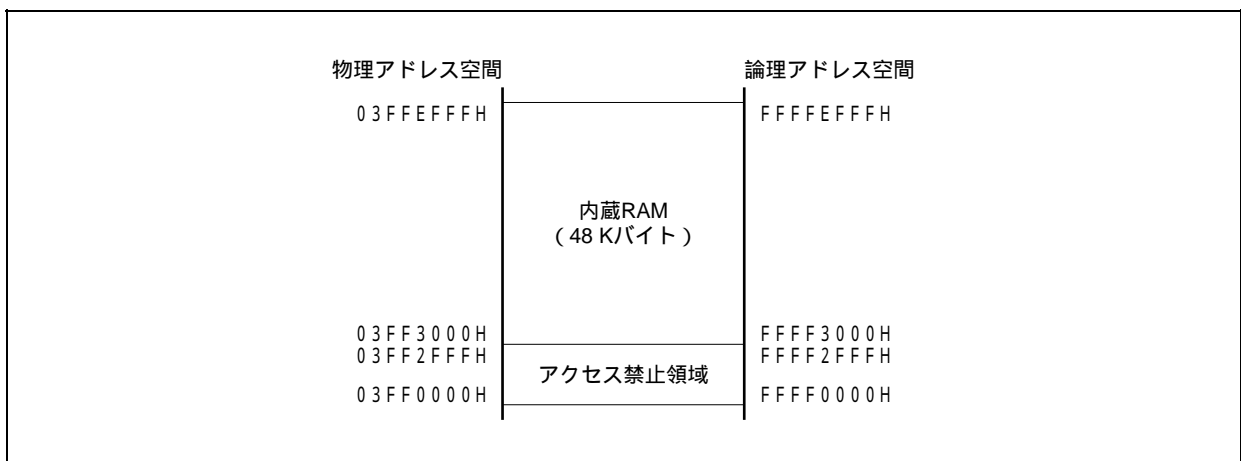 物理アドレス空間 論理アドレス空間
03FFEFFFH FFFFEFFFH
内蔵RAM
（48 Kバイト）
03FF3000H FFFF3000H
03FF2FFFH FFFF2FFFH
アクセス禁止領域
03FF0000H FFFF0000H